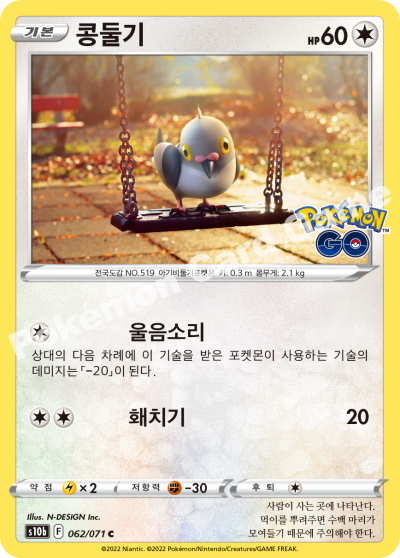 기본 콩둘기 HP 60
Pokémon GO
전국도감 NO.519 아기비둘기포켓몬 키: 0.3 m 몸무게: 2.1 kg
울음소리
상대의 다음 차례에 이 기술을 받은 포켓몬이 사용하는 기술의
데미지는 「-20」이 된다.
홰치기 20
약점 ×2 저항력 -30 후퇴
Illus. N-DESIGN Inc.
s10b F 062/071 C
사람이 사는 곳에 나타난다.
먹이를 뿌려주면 수백 마리가
모여들기 때문에 주의해야 한다.
©2022 Niantic. ©2022 Pokémon/Nintendo/Creatures/GAME FREAK.